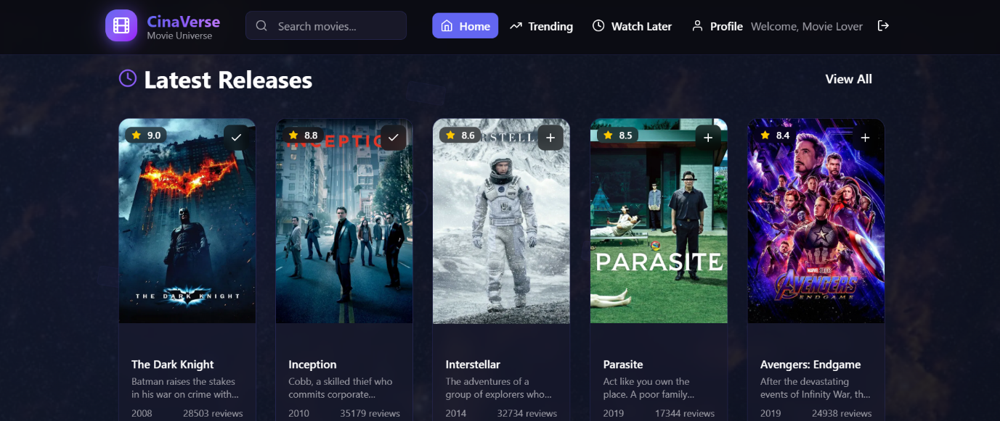 CinaVerse
Movie Universe
Search movies...
Home
Trending
Watch Later
Profile
Welcome, Movie Lover
Latest Releases
View All
9.0
THE DARK KNIGHT
The Dark Knight
Batman raises the stakes
in his war on crime with...
2008 28503 reviews
8.8
INCEPTIO
Inception
Cobb, a skilled thief who
commits corporate...
2010 35179 reviews
8.6
RSTELL
Interstellar
The adventures of a
group of explorers who...
2014 32734 reviews
8.5
PARASITE
Parasite
Act like you own the
place. A poor family...
2019 17344 reviews
8.4
MARVEL STUDIOS
AVENGERS
ENDGAME
Avengers: Endgame
After the devastating
events of Infinity War, th...
2019 24938 reviews